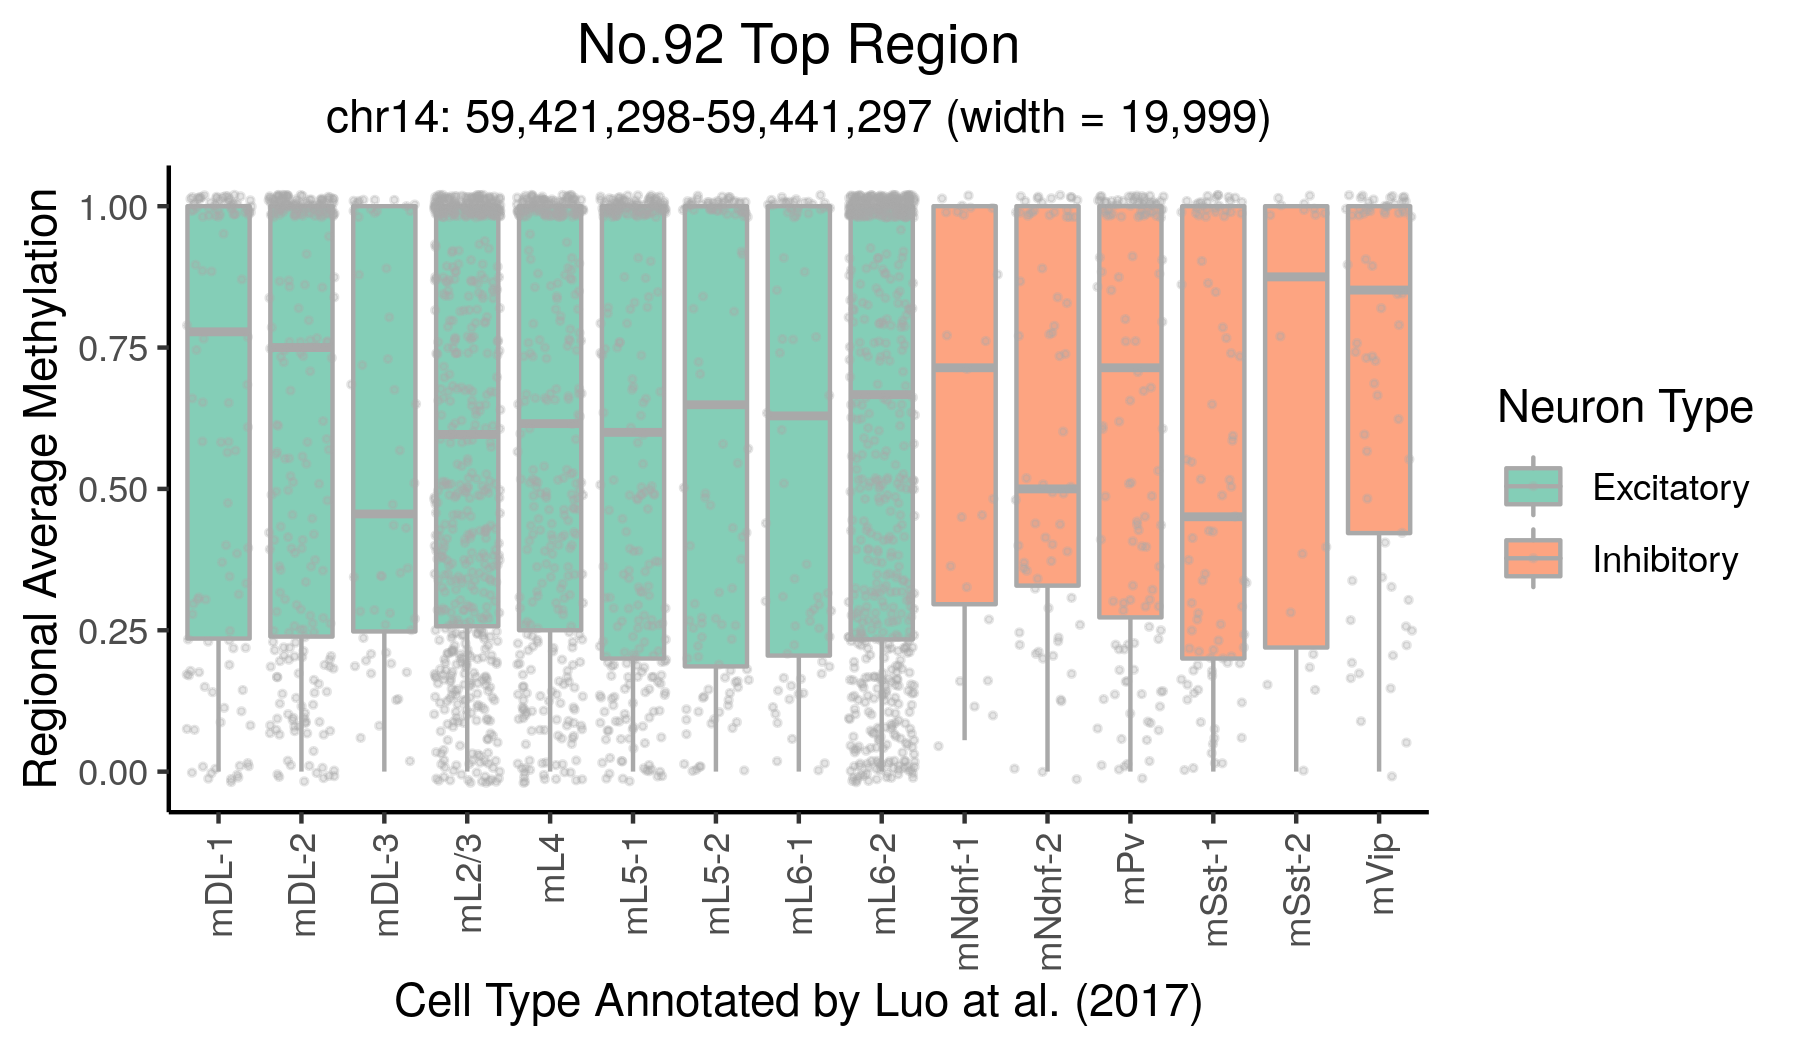 No.92 Top Region
chr14: 59,421,298-59,441,297 (width = 19,999)
Regional Average Methylation
1.00
0.75
0.50
0.25
0.00
mDL-1
mDL-2
mDL-3
mL2/3
mL4
mL5-1
mL5-2
mL6-1
mL6-2
mNdnf-1
mNdnf-2
mPv
mSst-1
mSst-2
mVip
Cell Type Annotated by Luo at al. (2017)
Neuron Type
Excitatory
Inhibitory